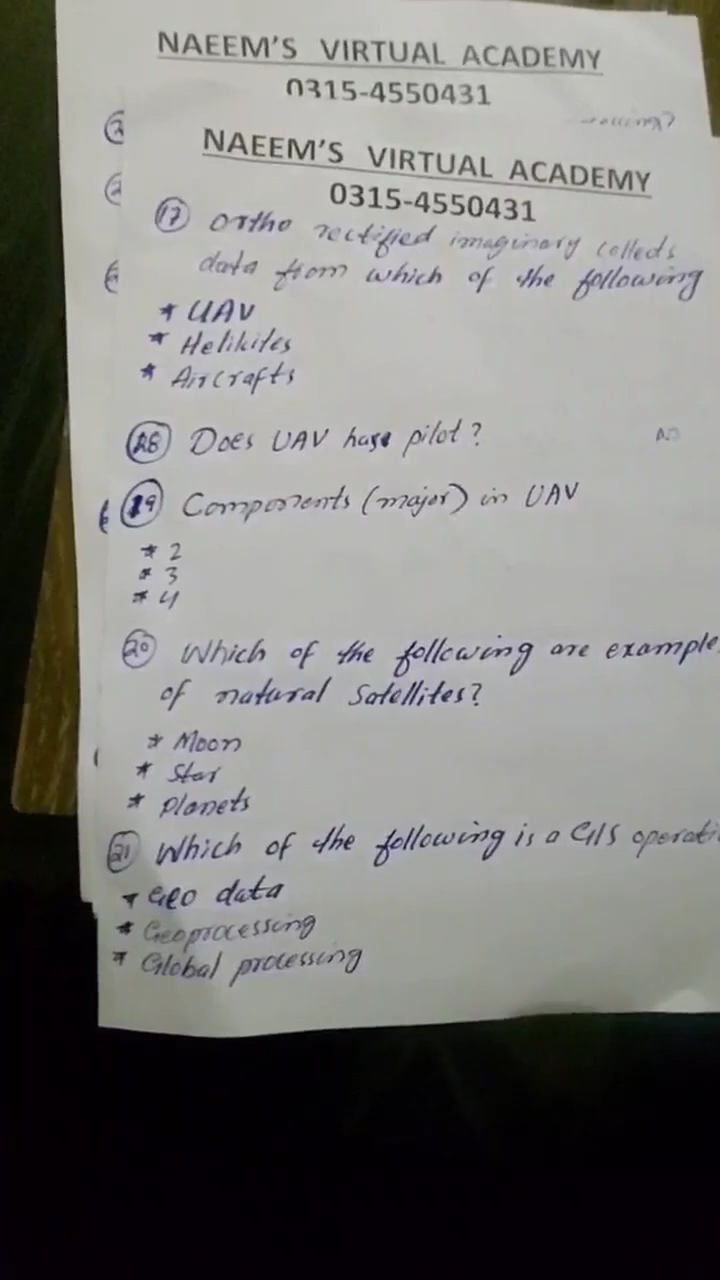 NAEEM'S VIRTUAL ACADEMY
0315-4550431
NAEEM'S VIRTUAL ACADEMY
0315-4550431
17 Ortho rectified imaginary collects
data from which of the following
* UAV
* Helikites
* Aircrafts
28 Does UAV have pilot?
19 Components (major) in UAV
* 2
* 3
* 4
20 Which of the following are example
of natural Satellites?
* Moon
* Star
* Planets
21 Which of the following is a GIS operati
* Geo data
* Geoprocessing
* Global processing